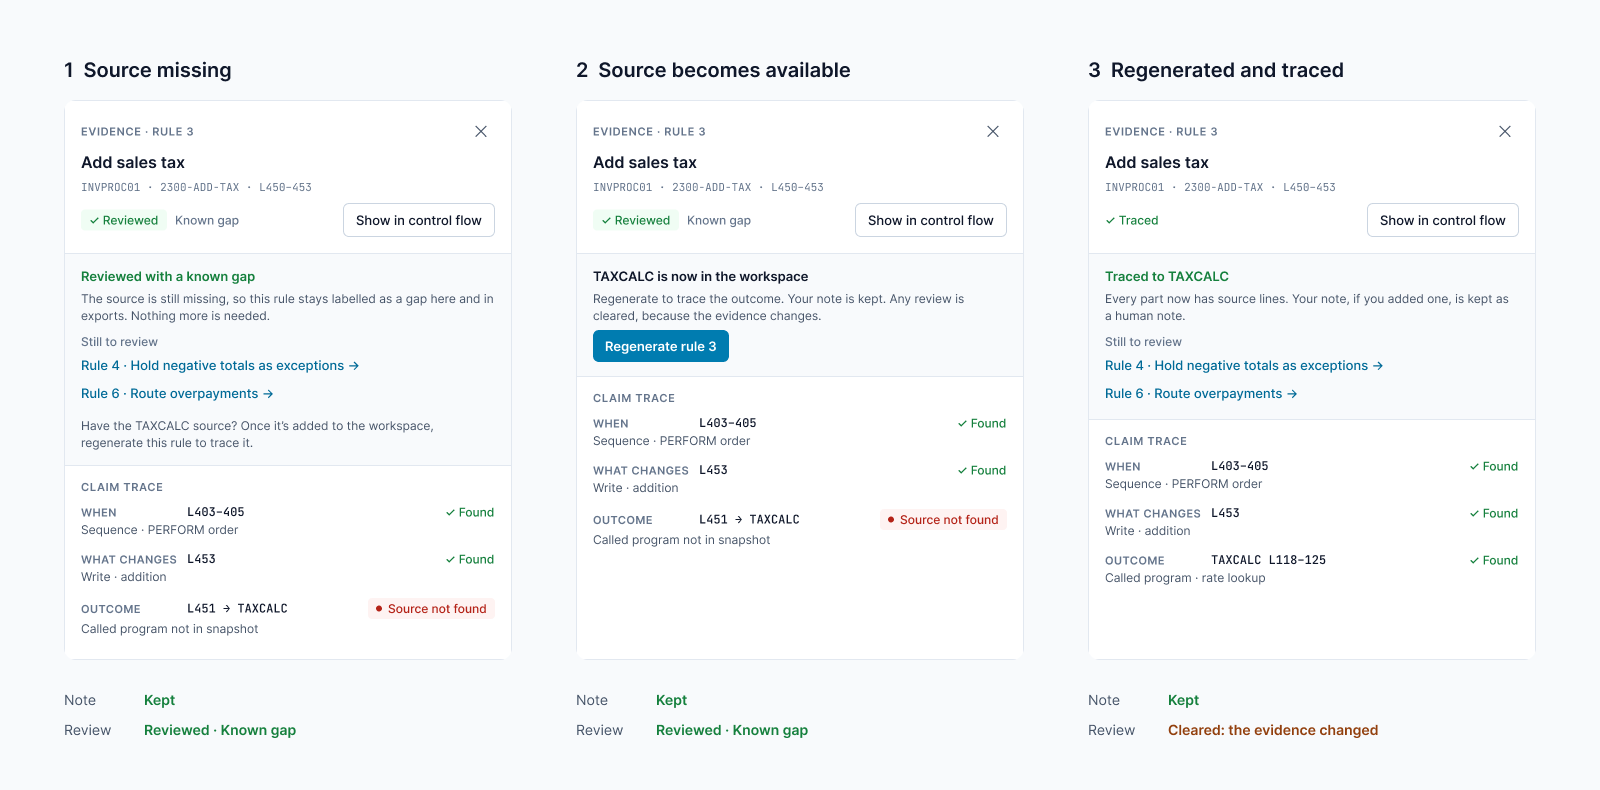 1 Source missing
EVIDENCE · RULE 3
Add sales tax
INVPROC01 · 2300-ADD-TAX · L450–453
✓ Reviewed Known gap Show in control flow
Reviewed with a known gap
The source is still missing, so this rule stays labelled as a gap here and in
exports. Nothing more is needed.
Still to review
Rule 4 · Hold negative totals as exceptions →
Rule 6 · Route overpayments →
Have the TAXCALC source? Once it’s added to the workspace,
regenerate this rule to trace it.
CLAIM TRACE
WHEN L403–405 ✓ Found
Sequence · PERFORM order
WHAT CHANGES L453 ✓ Found
Write · addition
OUTCOME L451 → TAXCALC ● Source not found
Called program not in snapshot
Note Kept
Review Reviewed · Known gap
2 Source becomes available
EVIDENCE · RULE 3
Add sales tax
INVPROC01 · 2300-ADD-TAX · L450–453
✓ Reviewed Known gap Show in control flow
TAXCALC is now in the workspace
Regenerate to trace the outcome. Your note is kept. Any review is
cleared, because the evidence changes.
Regenerate rule 3
CLAIM TRACE
WHEN L403–405 ✓ Found
Sequence · PERFORM order
WHAT CHANGES L453 ✓ Found
Write · addition
OUTCOME L451 → TAXCALC ● Source not found
Called program not in snapshot
Note Kept
Review Reviewed · Known gap
3 Regenerated and traced
EVIDENCE · RULE 3
Add sales tax
INVPROC01 · 2300-ADD-TAX · L450–453
✓ Traced Show in control flow
Traced to TAXCALC
Every part now has source lines. Your note, if you added one, is kept as
a human note.
Still to review
Rule 4 · Hold negative totals as exceptions →
Rule 6 · Route overpayments →
CLAIM TRACE
WHEN L403–405 ✓ Found
Sequence · PERFORM order
WHAT CHANGES L453 ✓ Found
Write · addition
OUTCOME TAXCALC L118–125 ✓ Found
Called program · rate lookup
Note Kept
Review Cleared: the evidence changed